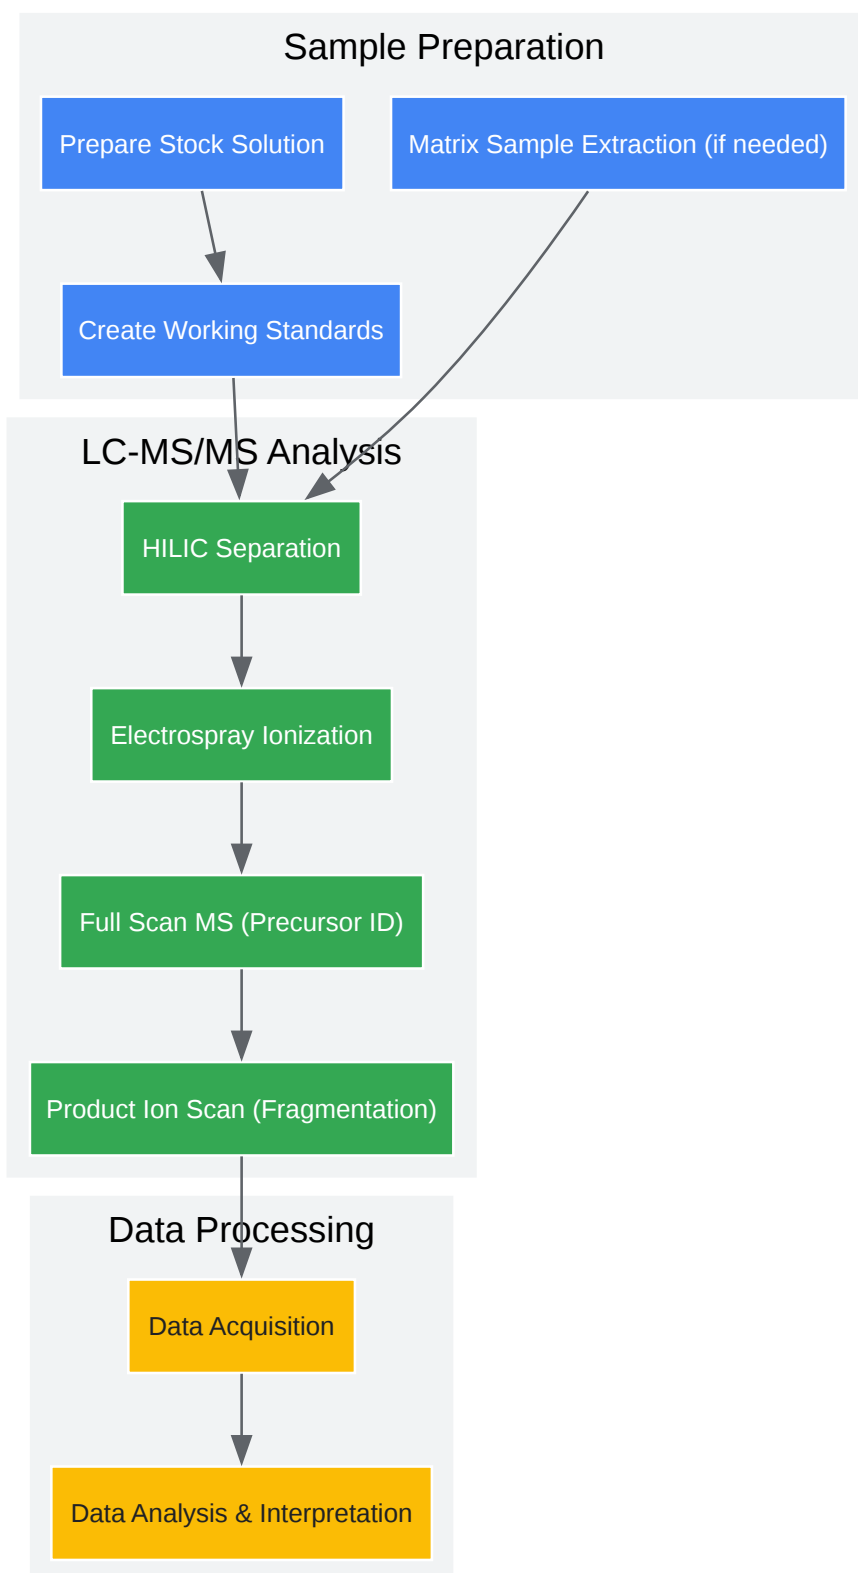 Sample Preparation
Prepare Stock Solution
Matrix Sample Extraction (if needed)
Create Working Standards
LC-MS/MS Analysis
HILIC Separation
Electrospray Ionization
Full Scan MS (Precursor ID)
Product Ion Scan (Fragmentation)
Data Processing
Data Acquisition
Data Analysis & Interpretation